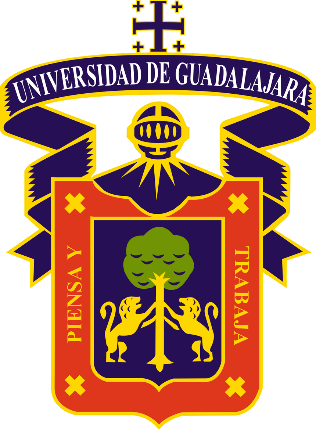 UNIVERSIDAD DE GUADALAJARA
PIENSA Y
TRABAJA